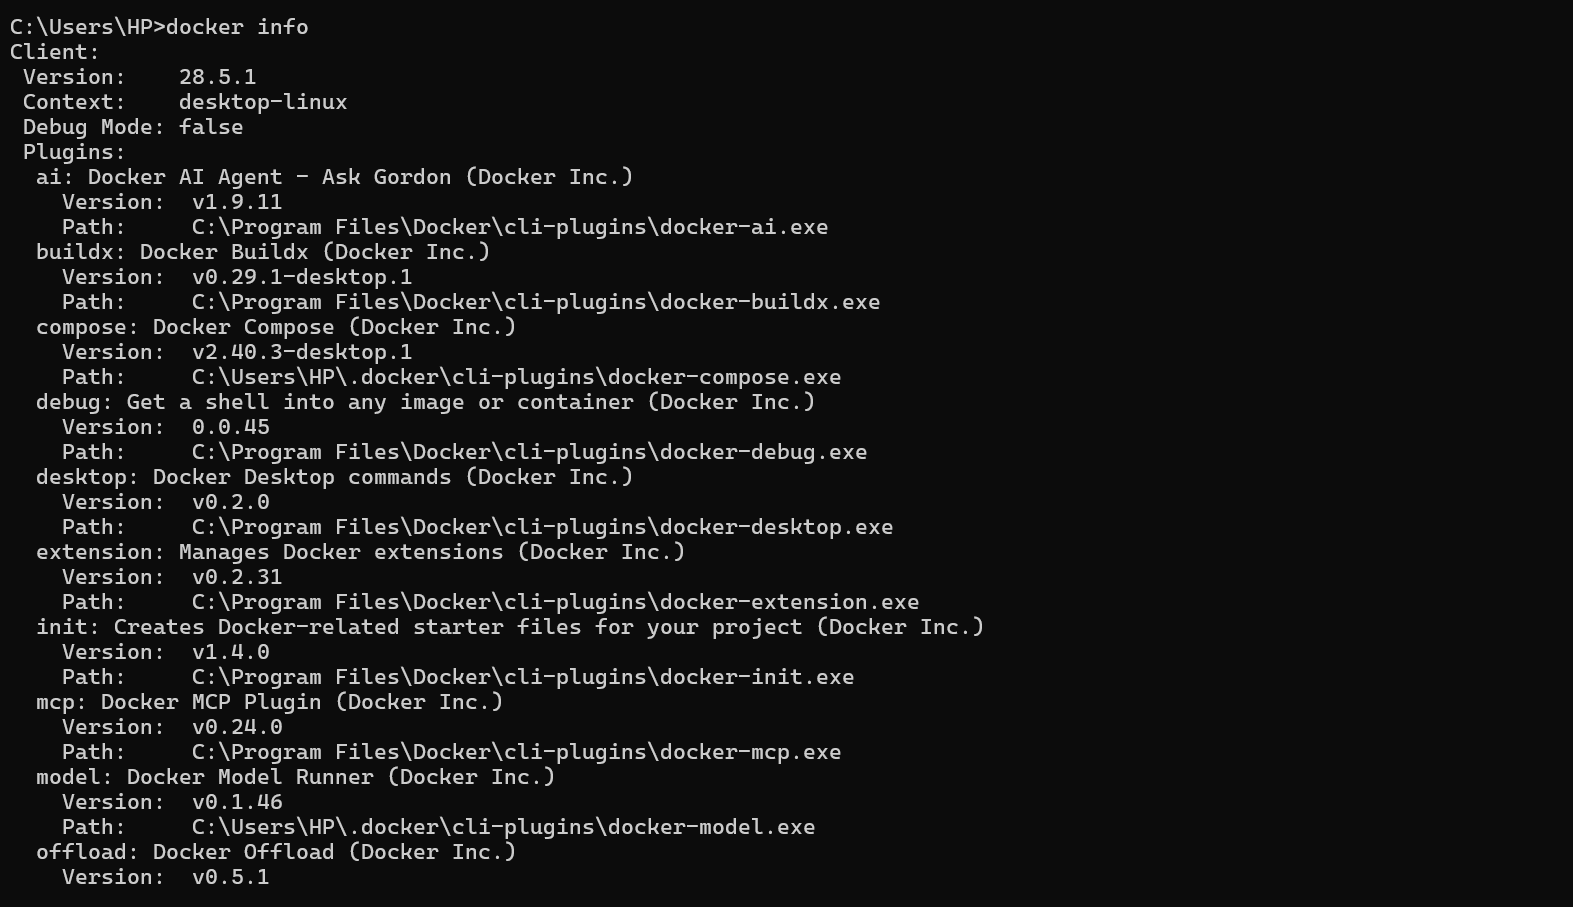 C:\Users\HP>docker info
Client:
 Version:    28.5.1
 Context:    desktop-linux
 Debug Mode: false
 Plugins:
  ai: Docker AI Agent - Ask Gordon (Docker Inc.)
    Version:  v1.9.11
    Path:     C:\Program Files\Docker\cli-plugins\docker-ai.exe
  buildx: Docker Buildx (Docker Inc.)
    Version:  v0.29.1-desktop.1
    Path:     C:\Program Files\Docker\cli-plugins\docker-buildx.exe
  compose: Docker Compose (Docker Inc.)
    Version:  v2.40.3-desktop.1
    Path:     C:\Users\HP\.docker\cli-plugins\docker-compose.exe
  debug: Get a shell into any image or container (Docker Inc.)
    Version:  0.0.45
    Path:     C:\Program Files\Docker\cli-plugins\docker-debug.exe
  desktop: Docker Desktop commands (Docker Inc.)
    Version:  v0.2.0
    Path:     C:\Program Files\Docker\cli-plugins\docker-desktop.exe
  extension: Manages Docker extensions (Docker Inc.)
    Version:  v0.2.31
    Path:     C:\Program Files\Docker\cli-plugins\docker-extension.exe
  init: Creates Docker-related starter files for your project (Docker Inc.)
    Version:  v1.4.0
    Path:     C:\Program Files\Docker\cli-plugins\docker-init.exe
  mcp: Docker MCP Plugin (Docker Inc.)
    Version:  v0.24.0
    Path:     C:\Program Files\Docker\cli-plugins\docker-mcp.exe
  model: Docker Model Runner (Docker Inc.)
    Version:  v0.1.46
    Path:     C:\Users\HP\.docker\cli-plugins\docker-model.exe
  offload: Docker Offload (Docker Inc.)
    Version:  v0.5.1